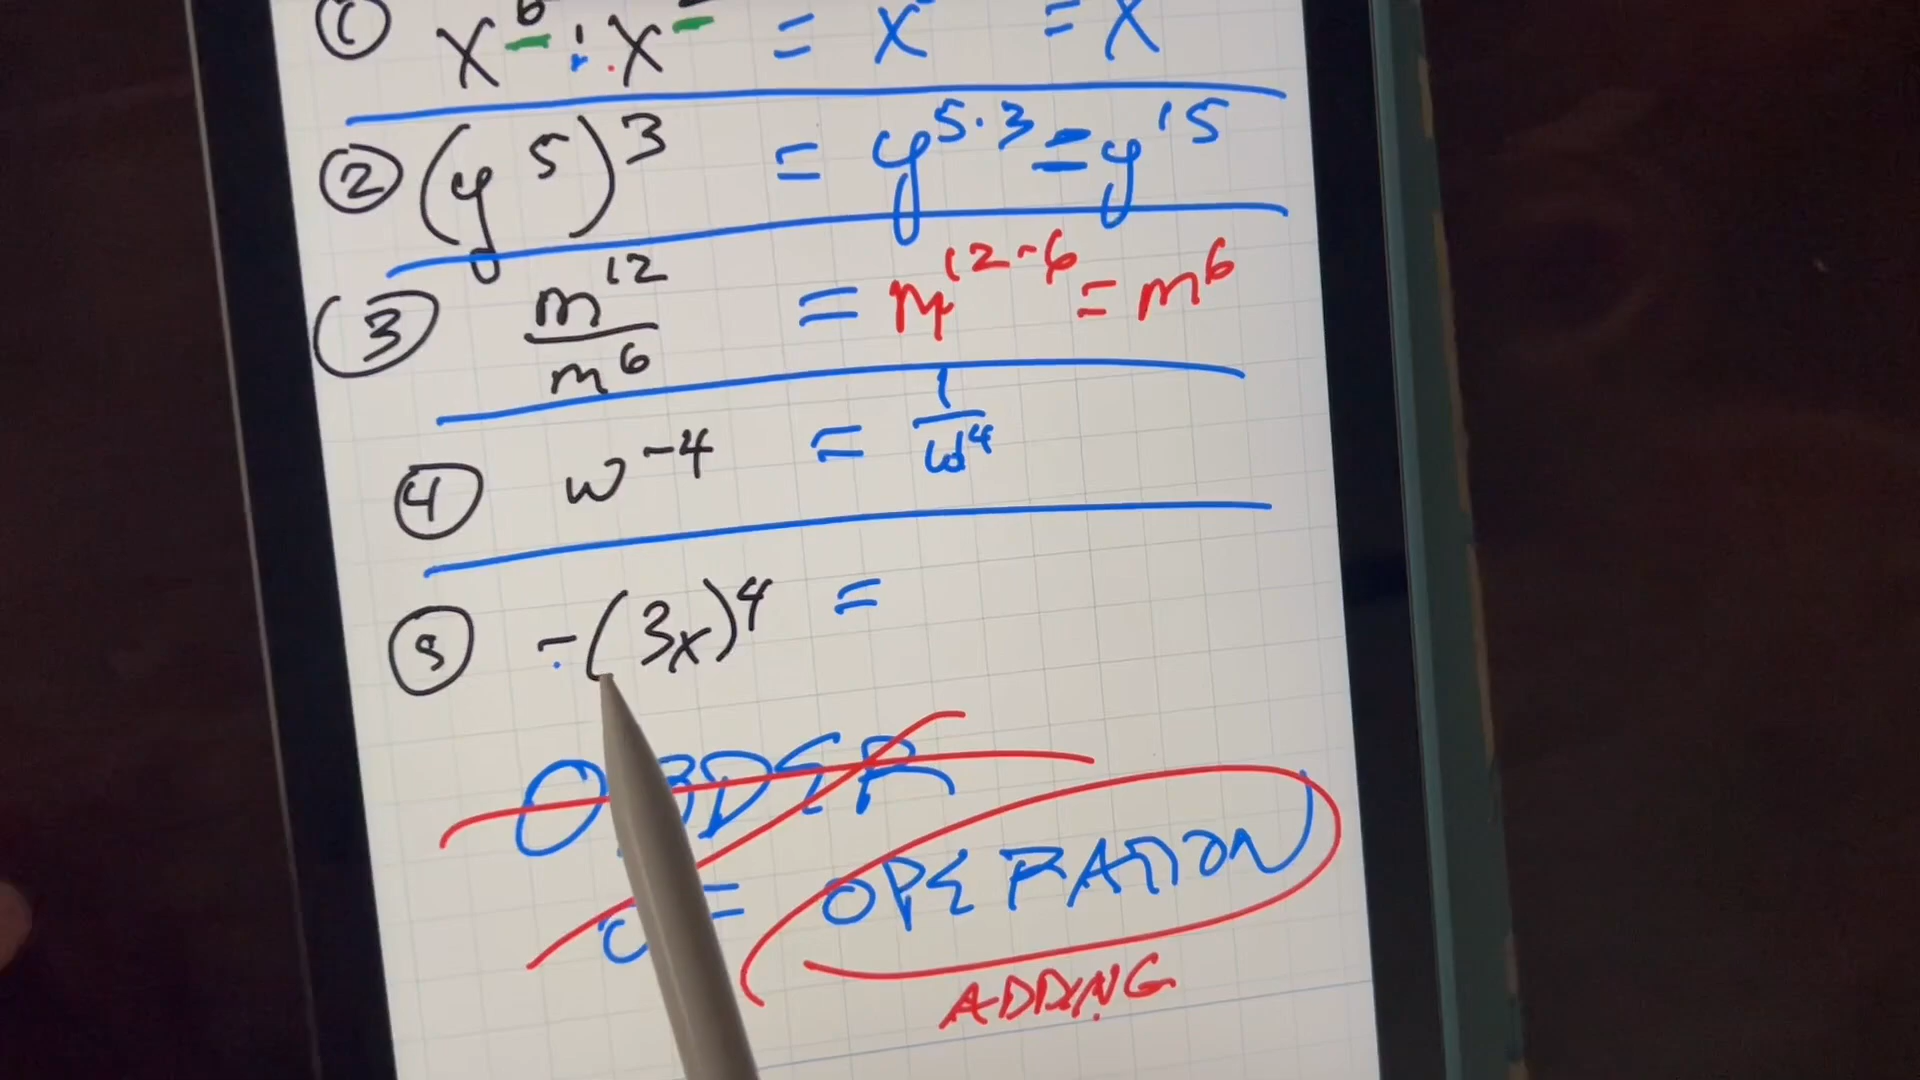 ① x ÷ x = x = x
② (y⁵)³ = y⁵·³ = y¹⁵
③ m¹²/m⁶ = m¹²⁻⁶ = m⁶
④ w⁻⁴ = 1/w⁴
⑤ -(3x)⁴ =
ORDER
OPERATION
ADDING